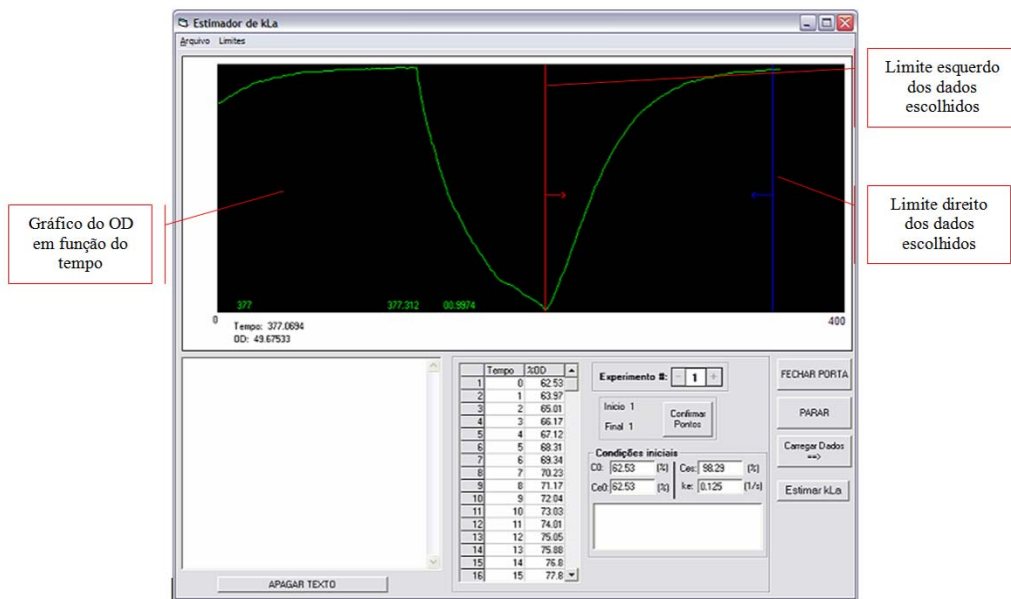 Estimador de kLa
Arquivo Limites
Limite esquerdo
dos dados
escolhidos
Limite direito
dos dados
escolhidos
Gráfico do OD
em função do
tempo
377 377.312 00.9974
0 400
Tempo: 377.0694
OD: 49.67533
Tempo %OD
1 0 62.53
2 1 63.97
3 2 65.01
4 3 66.17
5 4 67.12
6 5 68.31
7 6 69.34
8 7 70.23
9 8 71.17
10 9 72.04
11 10 73.03
12 11 74.01
13 12 75.05
14 13 75.88
15 14 76.8
16 15 77.8
Experimento #: - 1 +
Inicio 1
Final 1
Confirmar
Pontos
Condições iniciais
C0: 62.53 (%) Ces: 98.29 (%)
Ce0: 62.53 (%) ke: 0.125 (1/s)
FECHAR PORTA
PARAR
Carregar Dados
==>
Estimar kLa
APAGAR TEXTO